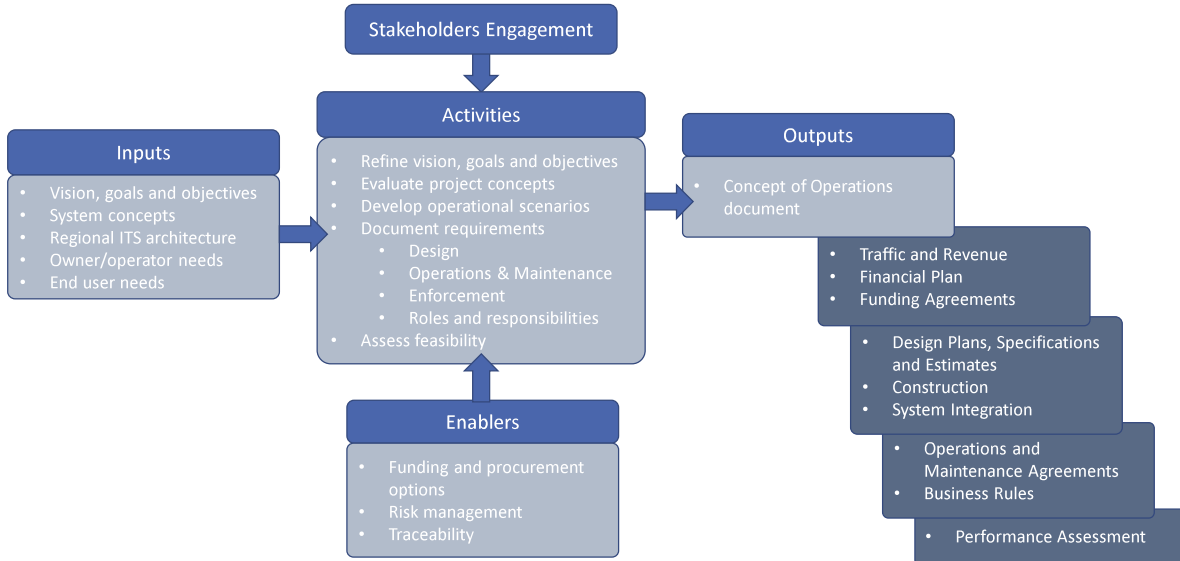 Stakeholders Engagement
Inputs
• Vision, goals and objectives
• System concepts
• Regional ITS architecture
• Owner/operator needs
• End user needs
Activities
• Refine vision, goals and objectives
• Evaluate project concepts
• Develop operational scenarios
• Document requirements
• Design
• Operations & Maintenance
• Enforcement
• Roles and responsibilities
• Assess feasibility
Enablers
• Funding and procurement
options
• Risk management
• Traceability
Outputs
• Concept of Operations
document
• Traffic and Revenue
• Financial Plan
• Funding Agreements
• Design Plans, Specifications
and Estimates
• Construction
• System Integration
• Operations and
Maintenance Agreements
• Business Rules
• Performance Assessment